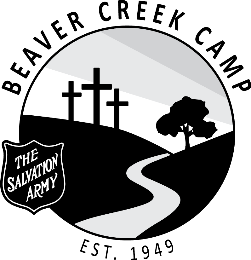 BEAVER CREEK CAMP
THE
SALVATION
ARMY
EST. 1949